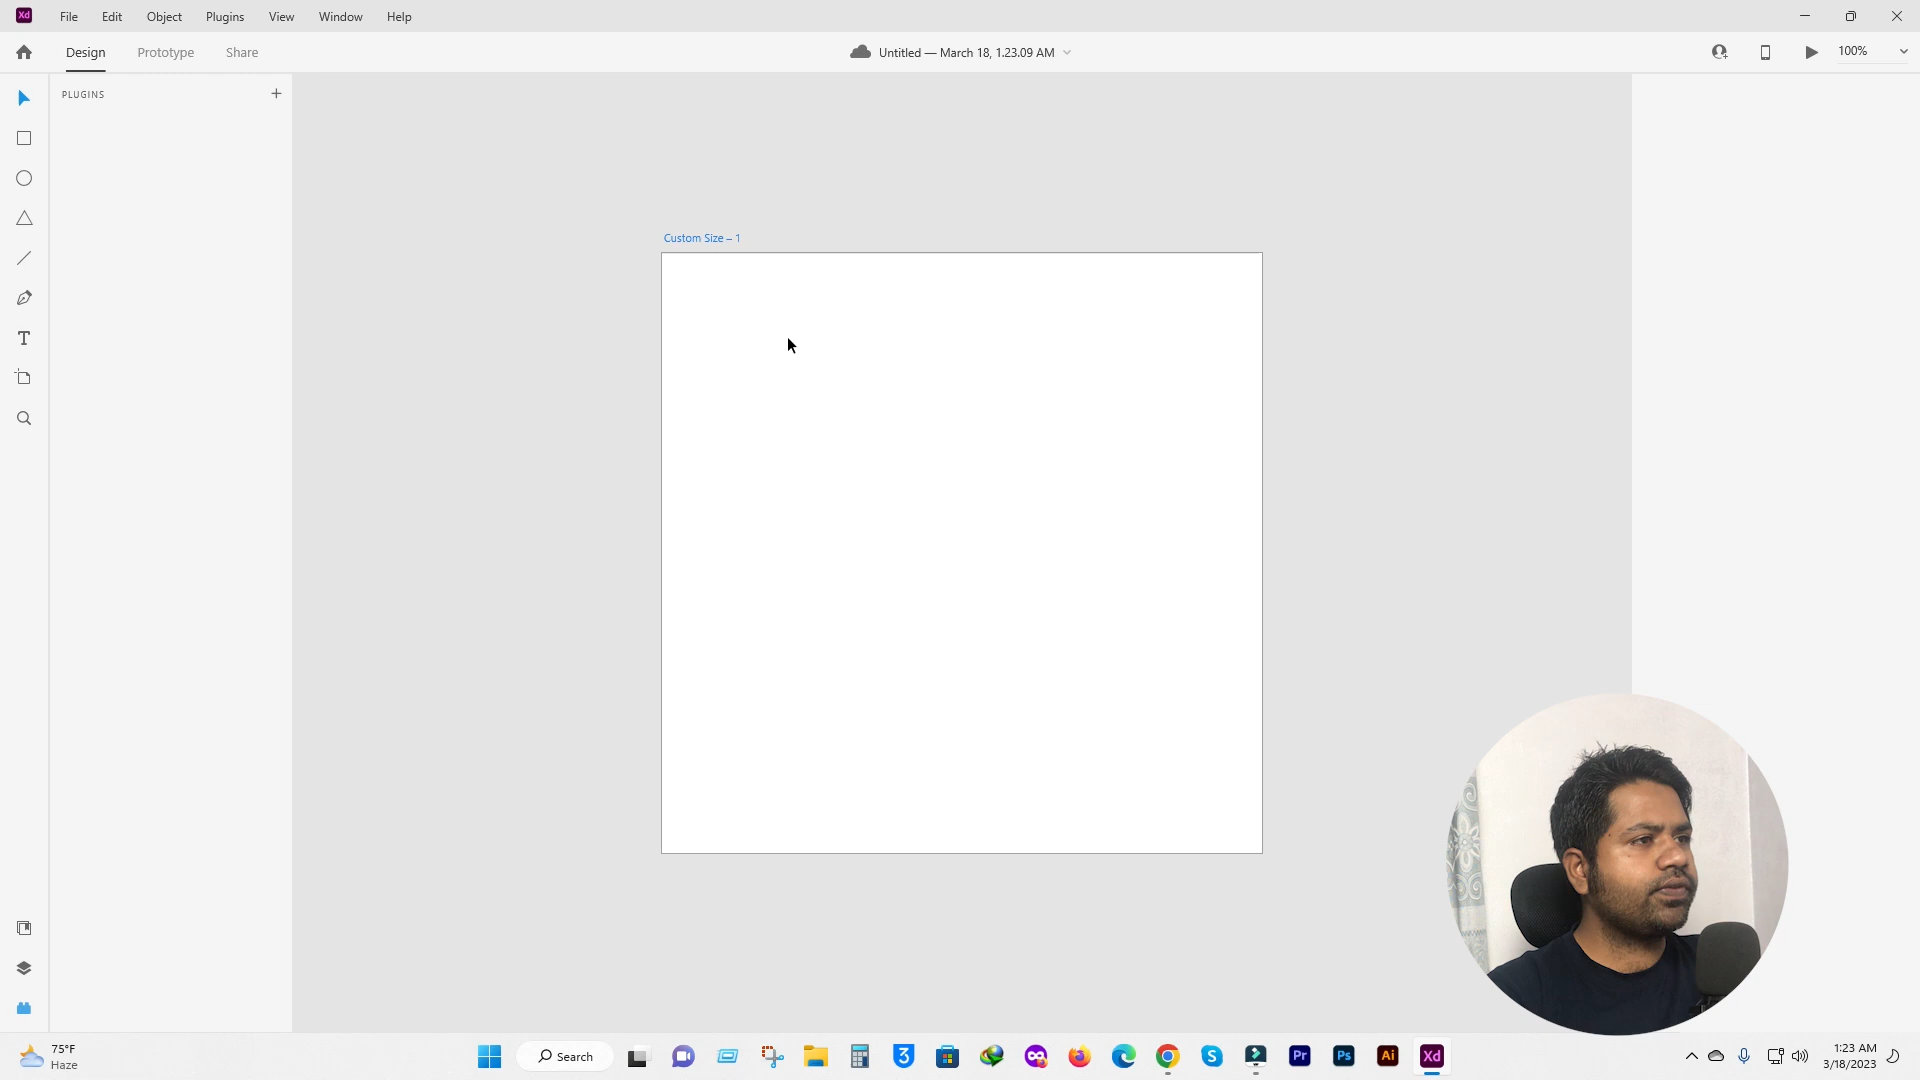 Xd File Edit Object Plugins View Window Help
Design Prototype Share Untitled — March 18, 1.23.09 AM 100%
PLUGINS
Custom Size – 1
T
75°F
Haze
Search
3
Pr
Ps
Ai
Xd
1:23 AM
3/18/2023